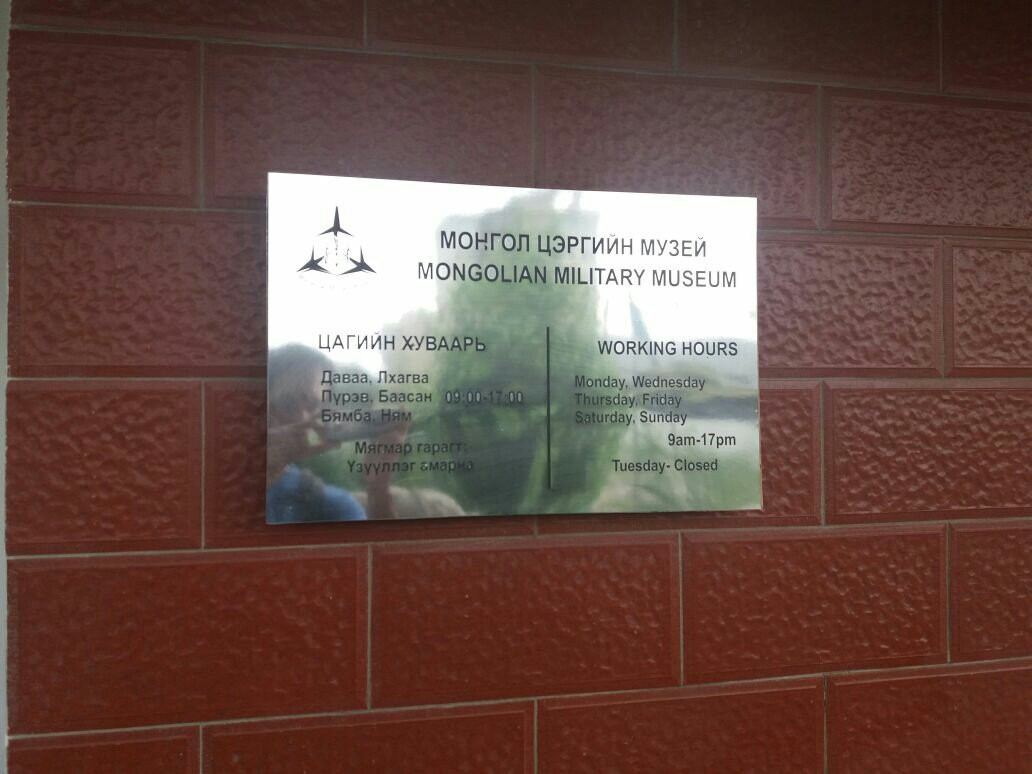 МОНГОЛ ЦЭРГИЙН МУЗЕЙ
MONGOLIAN MILITARY MUSEUM
ЦАГИЙН ХУВААРЬ
Даваа, Лхагва
Пүрэв, Баасан 09:00-17:00
Бямба, Ням
Мягмар гарагт:
Үзүүллэг амарна
WORKING HOURS
Monday, Wednesday
Thursday, Friday
Saturday, Sunday
9am-17pm
Tuesday- Closed